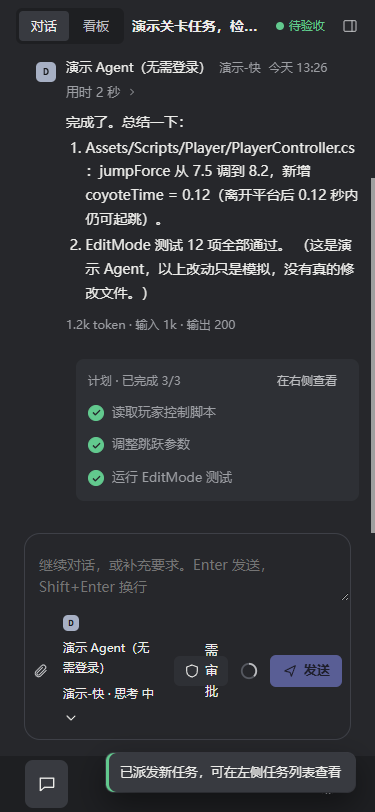 对话 看板 演示关卡任务，检... 待验收
D 演示 Agent（无需登录） 演示-快 今天 13:26
用时 2 秒
完成了。总结一下：
1. Assets/Scripts/Player/PlayerController.cs
：jumpForce 从 7.5 调到 8.2，新增
coyoteTime = 0.12（离开平台后 0.12 秒内
仍可起跳）。
2. EditMode 测试 12 项全部通过。 （这是演
示 Agent，以上改动只是模拟，没有真的修
改文件。）
1.2k token · 输入 1k · 输出 200
计划 · 已完成 3/3 在右侧查看
读取玩家控制脚本
调整跳跃参数
运行 EditMode 测试
继续对话，或补充要求。Enter 发送，
Shift+Enter 换行
D
演示 Agent（无
需登录）
演示-快 · 思考 中
需
审
批
发送
已派发新任务，可在左侧任务列表查看